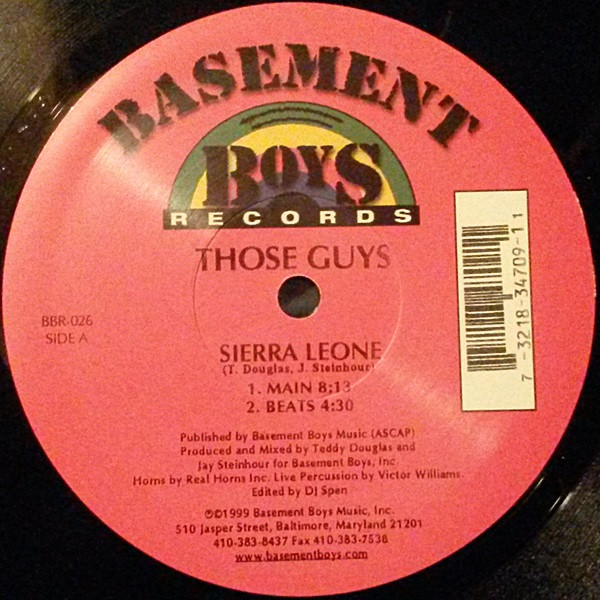 BASEMENT
BOYS
RECORDS
THOSE GUYS
BBR-026
SIDE A
SIERRA LEONE
(T. Douglas, J. Steinhour)
1. MAIN 8:13
2. BEATS 4:30
7 -3218-34709-1 1
Published by Basement Boys Music (ASCAP)
Produced and Mixed by Teddy Douglas and
Jay Steinhour for Basement Boys, Inc.
Horns by Real Horns Inc. Live Percussion by Victor Williams.
Edited by DJ Spen
℗©1999 Basement Boys Music, Inc.
510 Jasper Street, Baltimore, Maryland 21201
410-383-8437 Fax 410-383-7538
www.basementboys.com